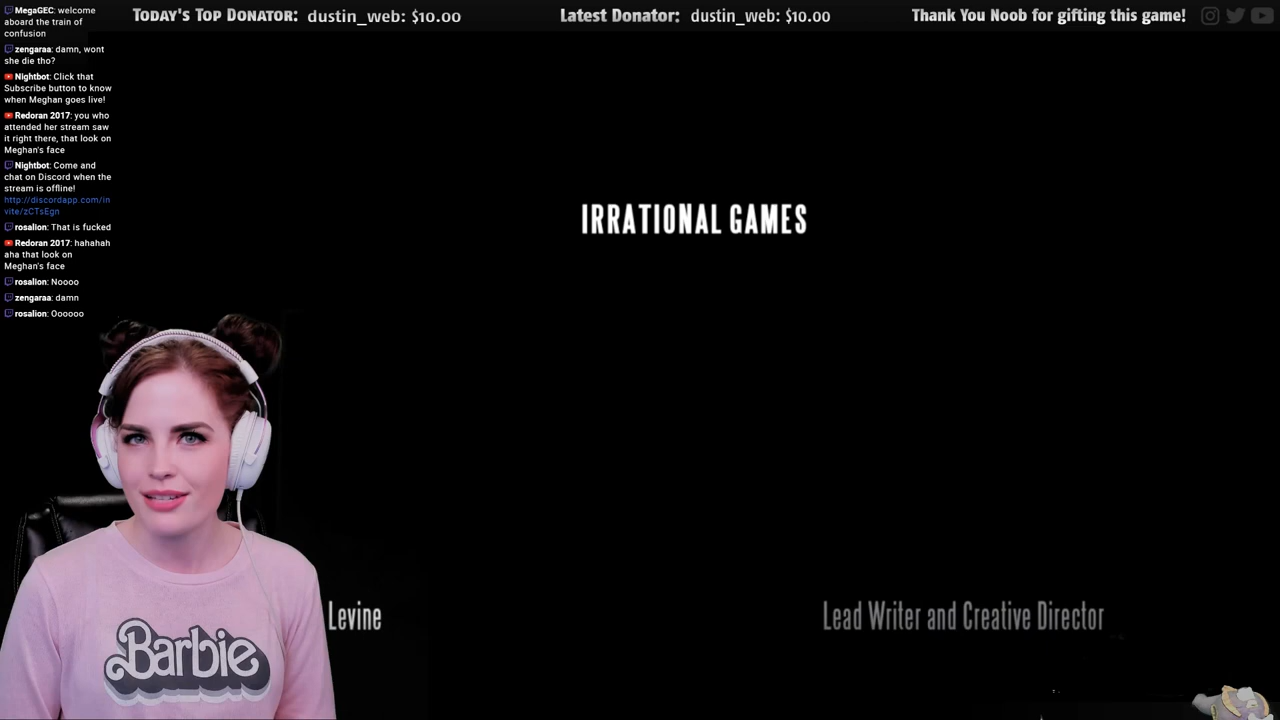 Today's Top Donator: dustin_web: $10.00
Latest Donator: dustin_web: $10.00
Thank You Noob for gifting this game!
MegaGEC: welcome
aboard the train of
confusion
zengaraa: damn, wont
she die tho?
Nightbot: Click that
Subscribe button to know
when Meghan goes live!
Redoran 2017: you who
attended her stream saw
it right there, that look on
Meghan's face
Nightbot: Come and
chat on Discord when the
stream is offline!
http://discordapp.com/in
vite/zCTsEgn
rosalion: That is fucked
Redoran 2017: hahahah
aha that look on
Meghan's face
rosalion: Noooo
zengaraa: damn
rosalion: Oooooo
IRRATIONAL GAMES
Levine
Lead Writer and Creative Director
Barbie